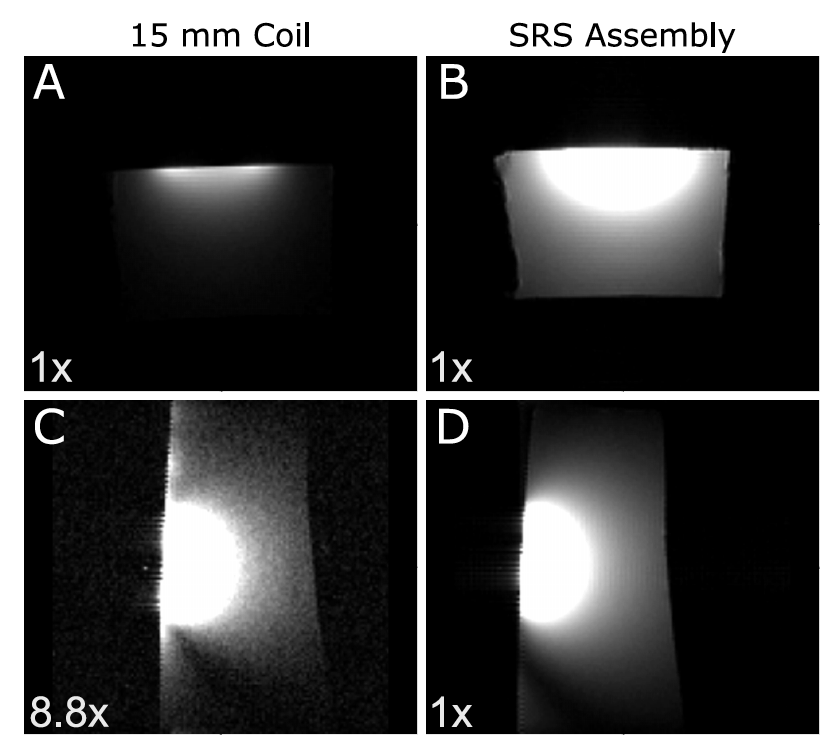 15 mm Coil
SRS Assembly
A
B
1x
1x
C
D
8.8x
1x